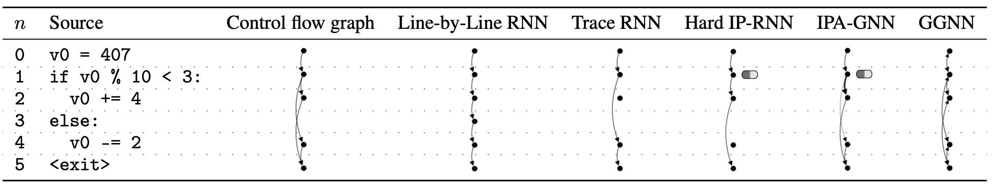 n Source Control flow graph Line-by-Line RNN Trace RNN Hard IP-RNN IPA-GNN GGNN
0 v0 = 407
1 if v0 % 10 < 3:
2 v0 += 4
3 else:
4 v0 -= 2
5 <exit>